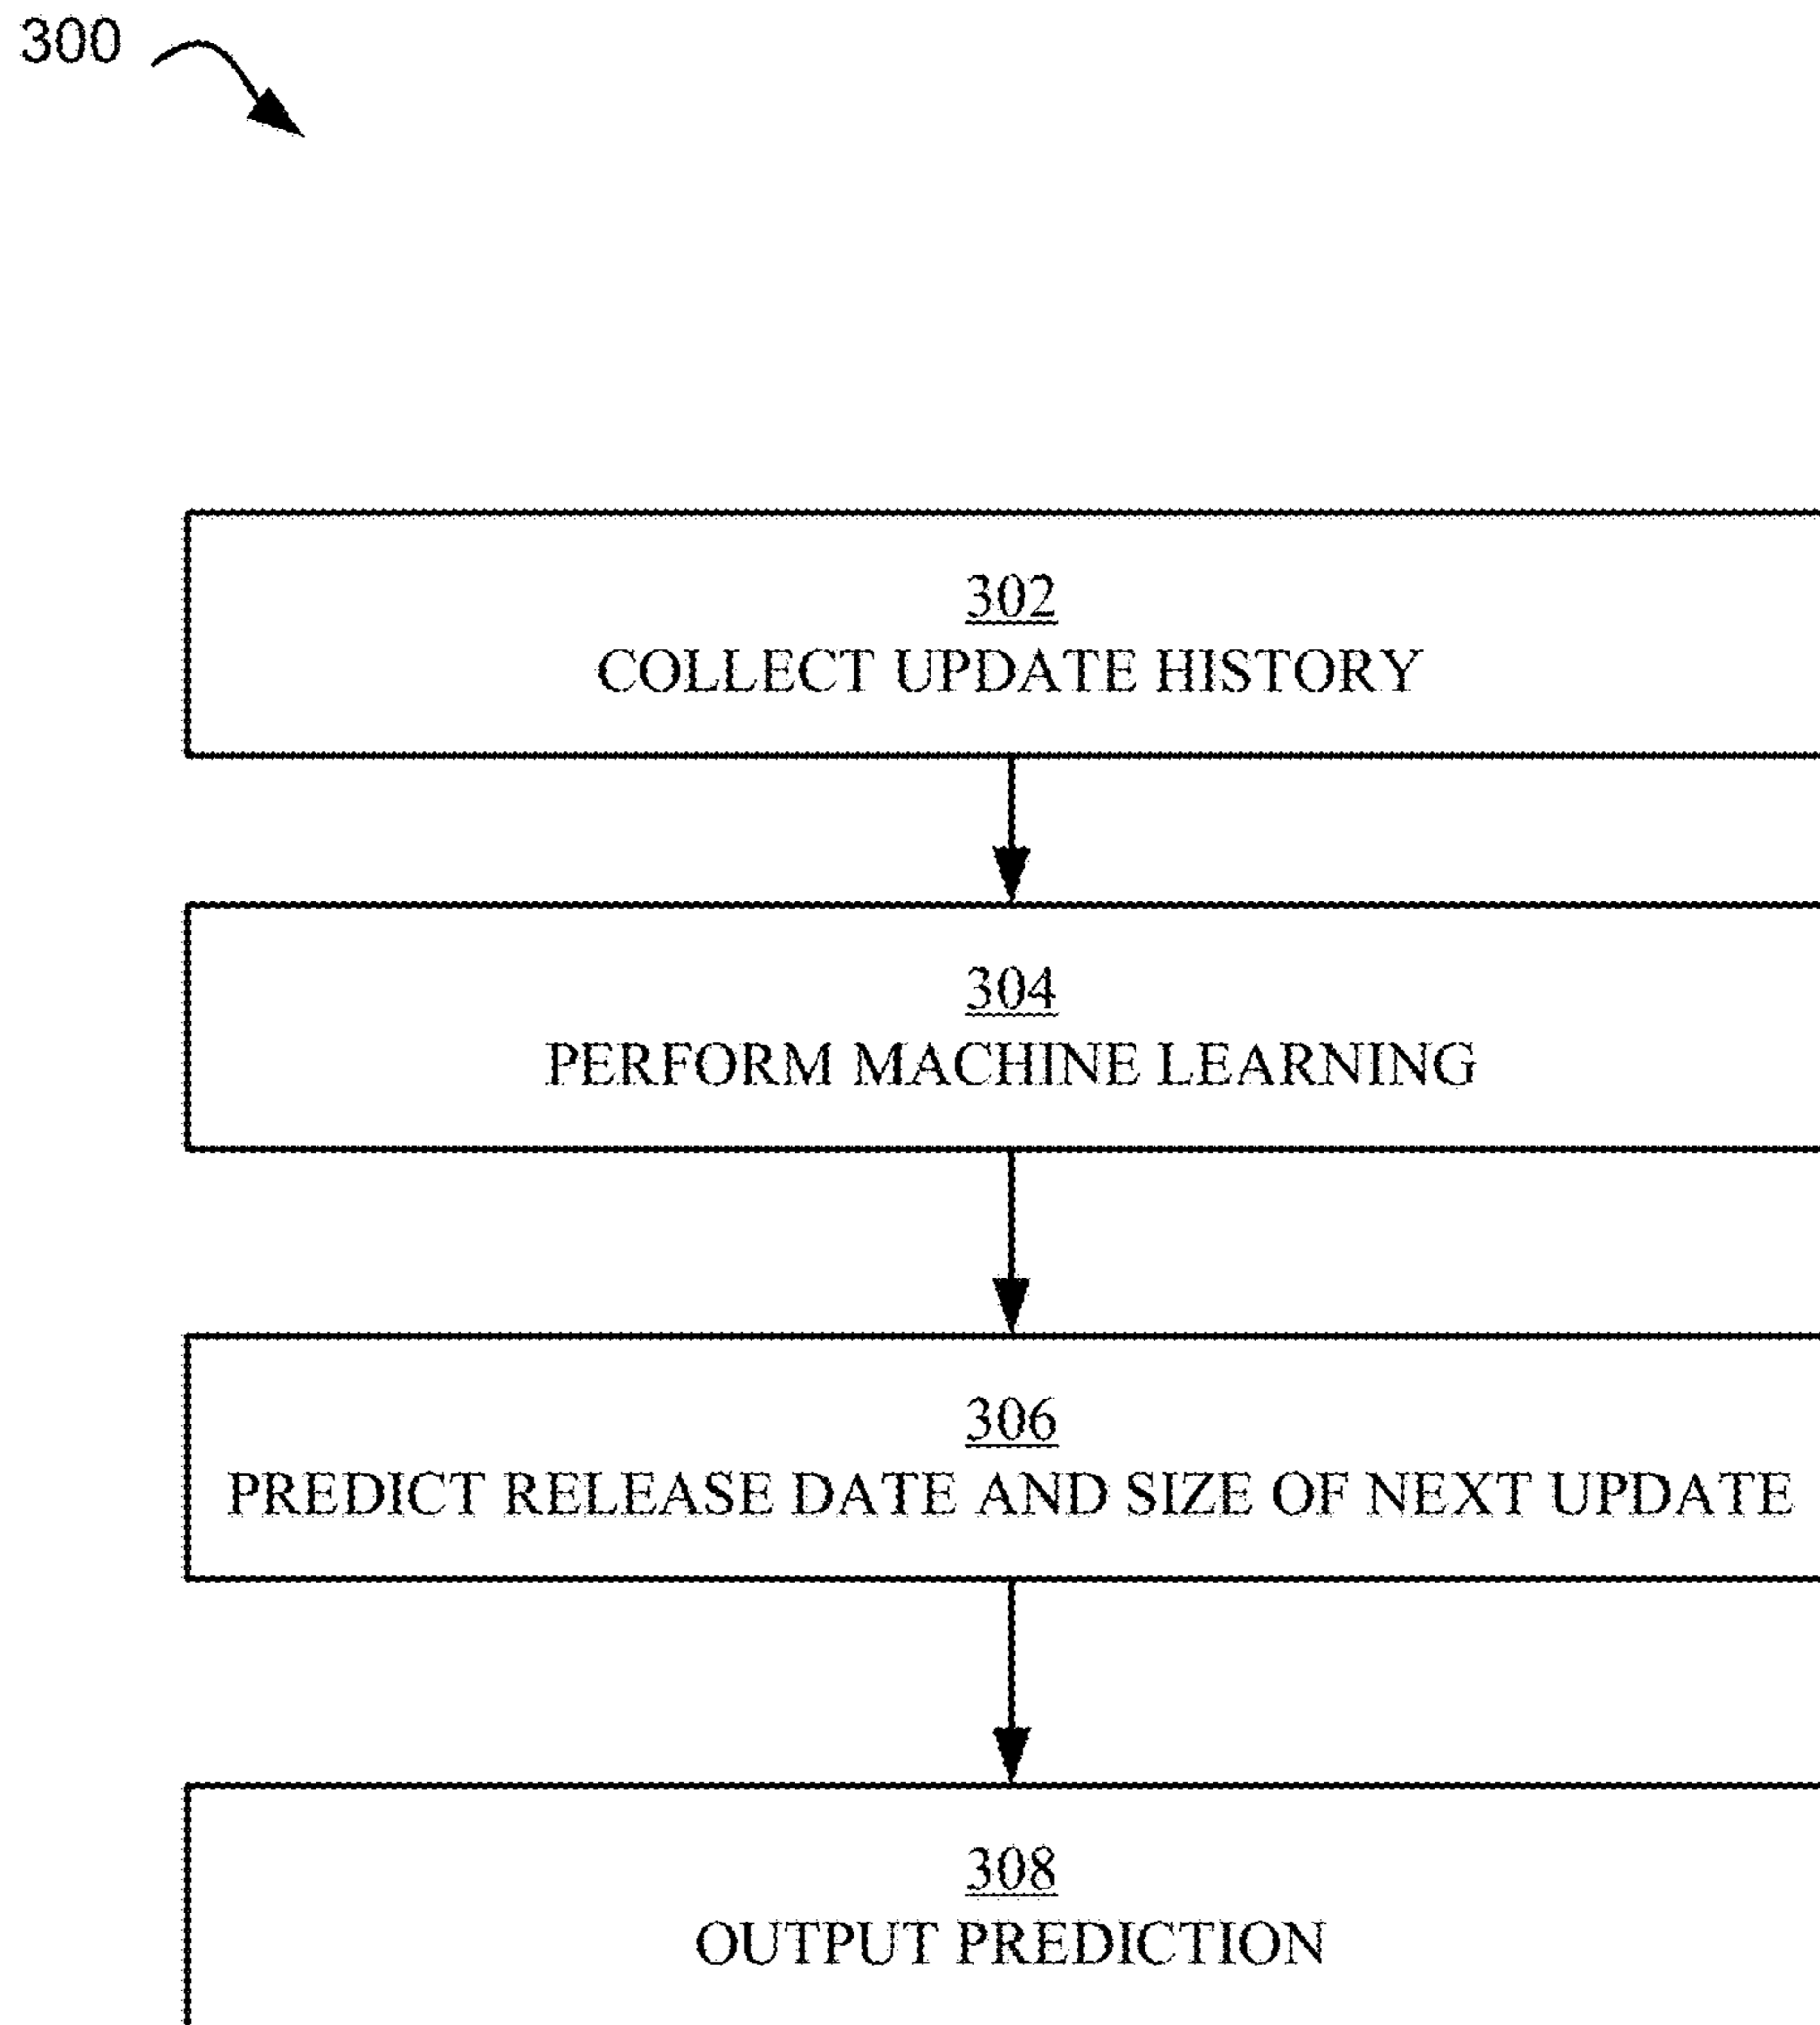 300
302
COLLECT UPDATE HISTORY
304
PERFORM MACHINE LEARNING
306
PREDICT RELEASE DATE AND SIZE OF NEXT UPDATE
308
OUTPUT PREDICTION